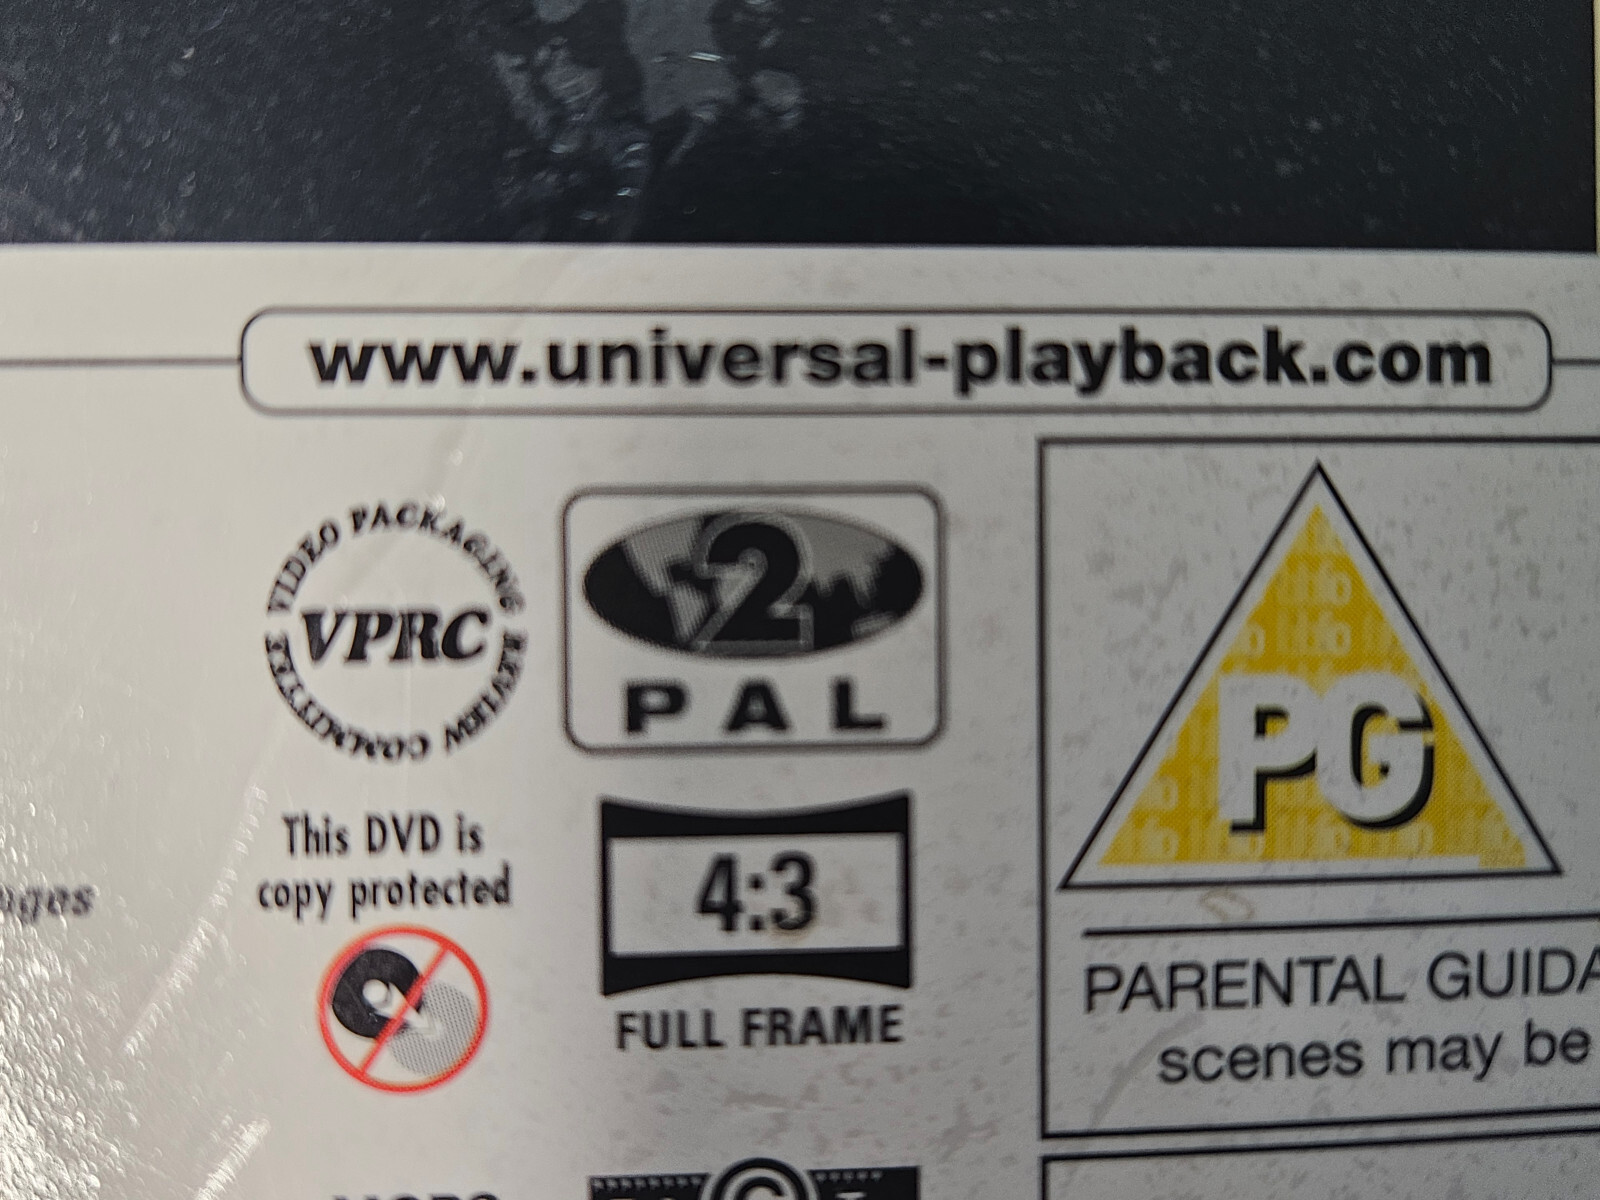 www.universal-playback.com
VIDEO PACKAGING REVIEW COMMITTEE
VPRC
2
PAL
PG
This DVD is
copy protected
4:3
FULL FRAME
PARENTAL GUIDA
scenes may be